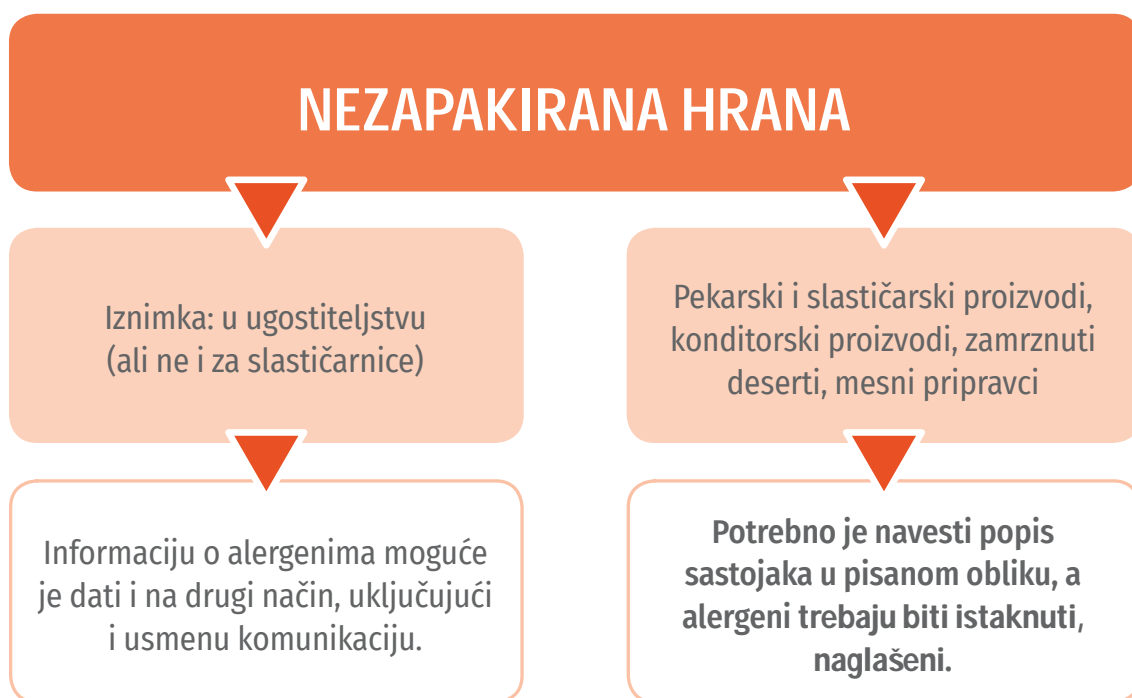 NEZAPAKIRANA HRANA
Iznimka: u ugostiteljstvu
(ali ne i za slastičarnice)
Informaciju o alergenima moguće
je dati i na drugi način, uključujući
i usmenu komunikaciju.
Pekarski i slastičarski proizvodi,
konditorski proizvodi, zamrznuti
deserti, mesni pripravci
Potrebno je navesti popis
sastojaka u pisanom obliku, a
alergeni trebaju biti istaknuti,
naglašeni.